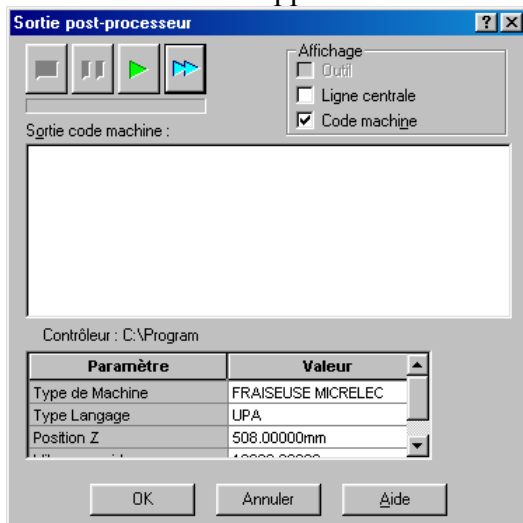 Sortie post-processeur
Affichage
Outil
Ligne centrale
Code machine
Sortie code machine :
Contrôleur : C:\Program
Paramètre Valeur
Type de Machine FRAISEUSE MICRELEC
Type Langage UPA
Position Z 508.00000mm
OK Annuler Aide